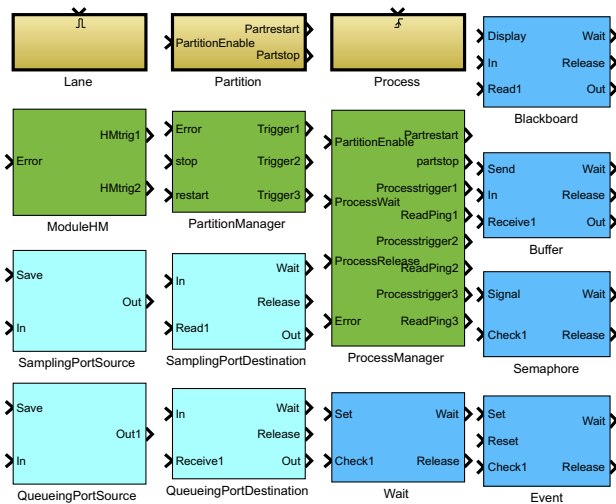 Lane
PartitionEnable
Partrestart
Partstop
Partition
Process
Display
In
Read1
Wait
Release
Out
Blackboard
Error
HMtrig1
HMtrig2
ModuleHM
Error
stop
restart
Trigger1
Trigger2
Trigger3
PartitionManager
PartitionEnable
ProcessWait
ProcessRelease
Error
Partrestart
partstop
Processtrigger1
ReadPing1
Processtrigger2
ReadPing2
Processtrigger3
ReadPing3
ProcessManager
Send
In
Receive1
Wait
Release
Out
Buffer
Save
In
Out
SamplingPortSource
In
Read1
Wait
Release
Out
SamplingPortDestination
Signal
Check1
Wait
Release
Semaphore
Save
In
Out1
QueueingPortSource
In
Receive1
Wait
Release
Out
QueueingPortDestination
Set
Check1
Wait
Release
Wait
Set
Reset
Check1
Wait
Release
Event